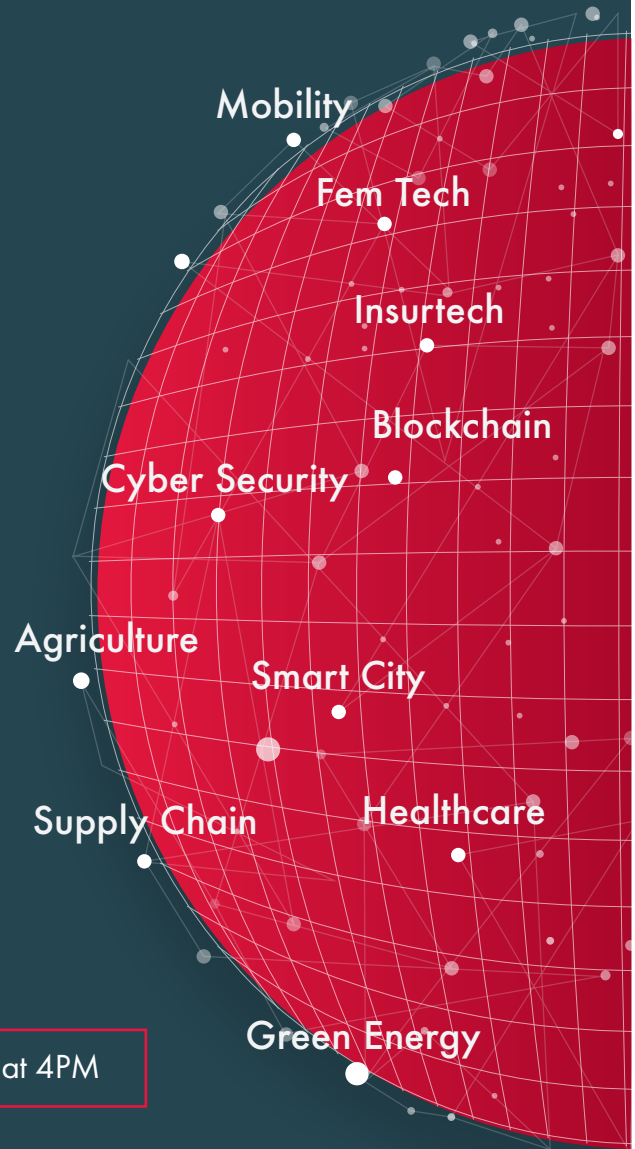 Mobility
Fem Tech
Insurtech
Blockchain
Cyber Security
Agriculture
Smart City
Supply Chain
Healthcare
Green Energy
at 4PM